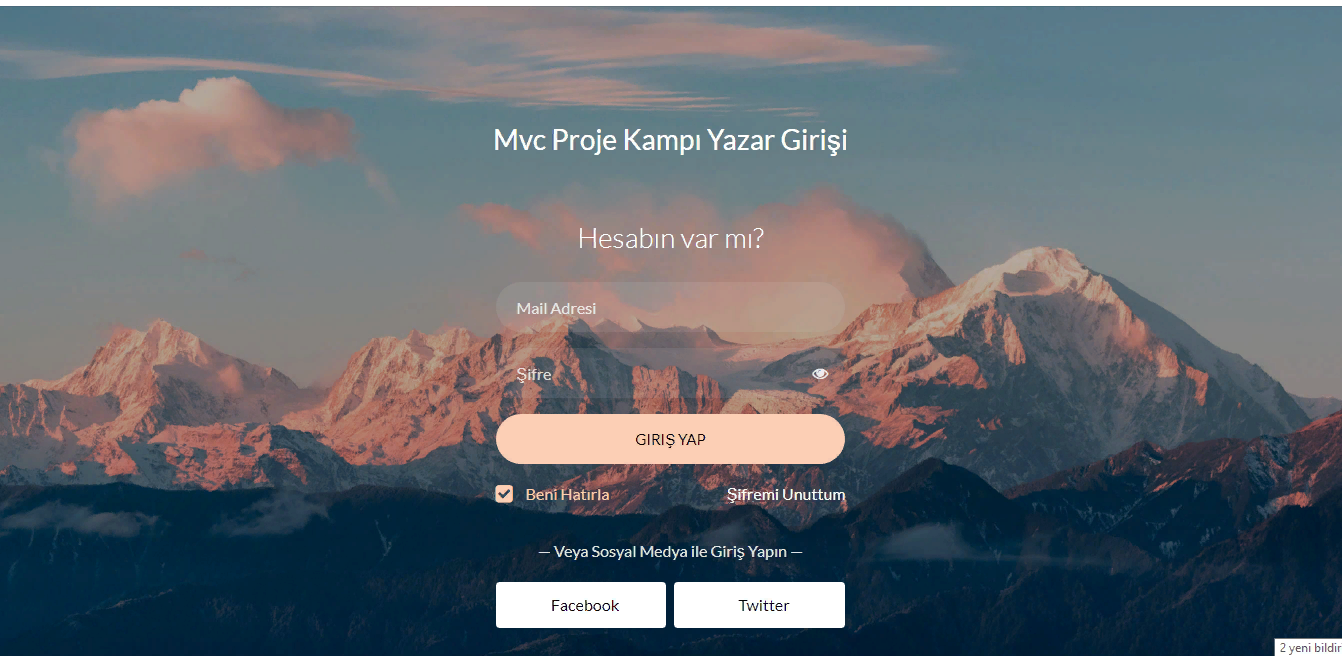 Mvc Proje Kampı Yazar Girişi
Hesabın var mı?
Mail Adresi
Şifre
GIRIŞ YAP
Beni Hatırla Şifremi Unuttum
— Veya Sosyal Medya ile Giriş Yapın —
Facebook Twitter
2 yeni bildir